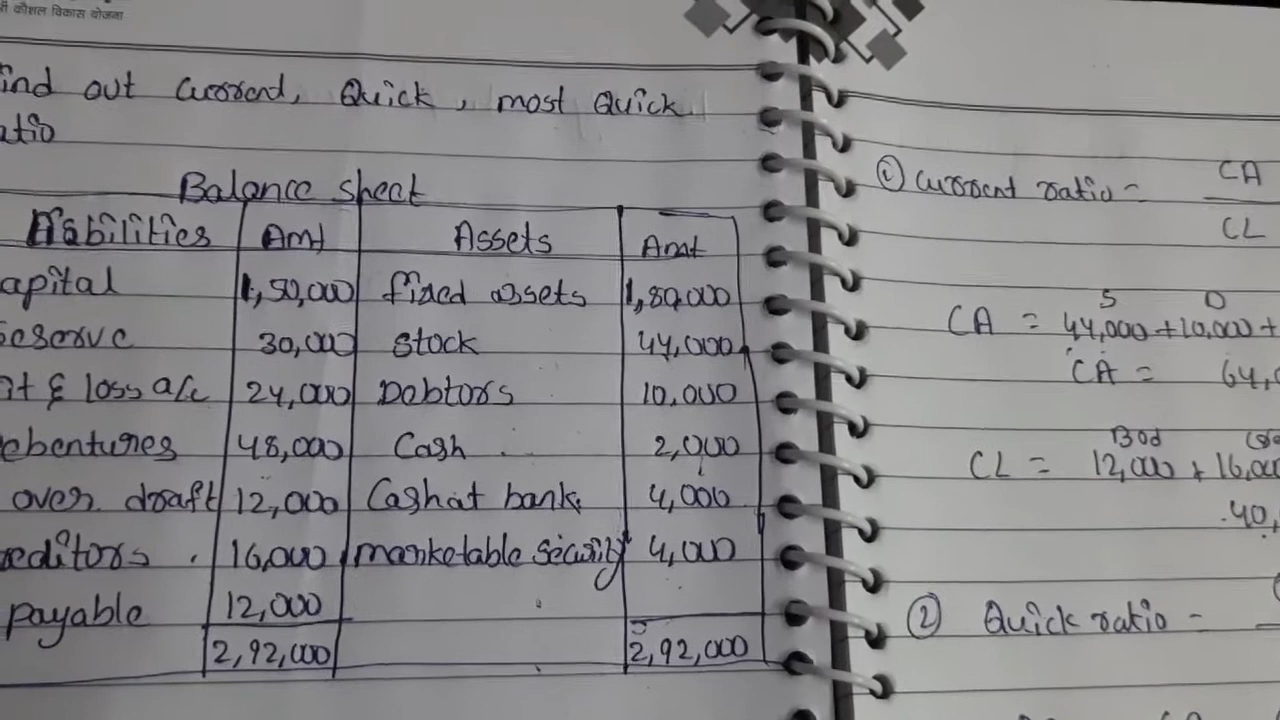 री कौशल विकास योजना
ind out current, Quick, most Quick
atio
Balance sheet
liabilities Amt Assets Amt
apital 1,50,000 fixed assets 1,80,000
eserve 30,000 stock 44,000
it & loss a/c 24,000 Debtors 10,000
ebentures 48,000 Cash 2,000
over draft 12,000 Cash at bank 4,000
editors 16,000 marketable security 4,000
payable 12,000
2,92,000 2,92,000
① current ratio = CA
CL
S D
CA = 44,000 + 10,000 +
CA = 64,0
Bod
CL = 12,000 + 16,000
40,
② Quick ratio -